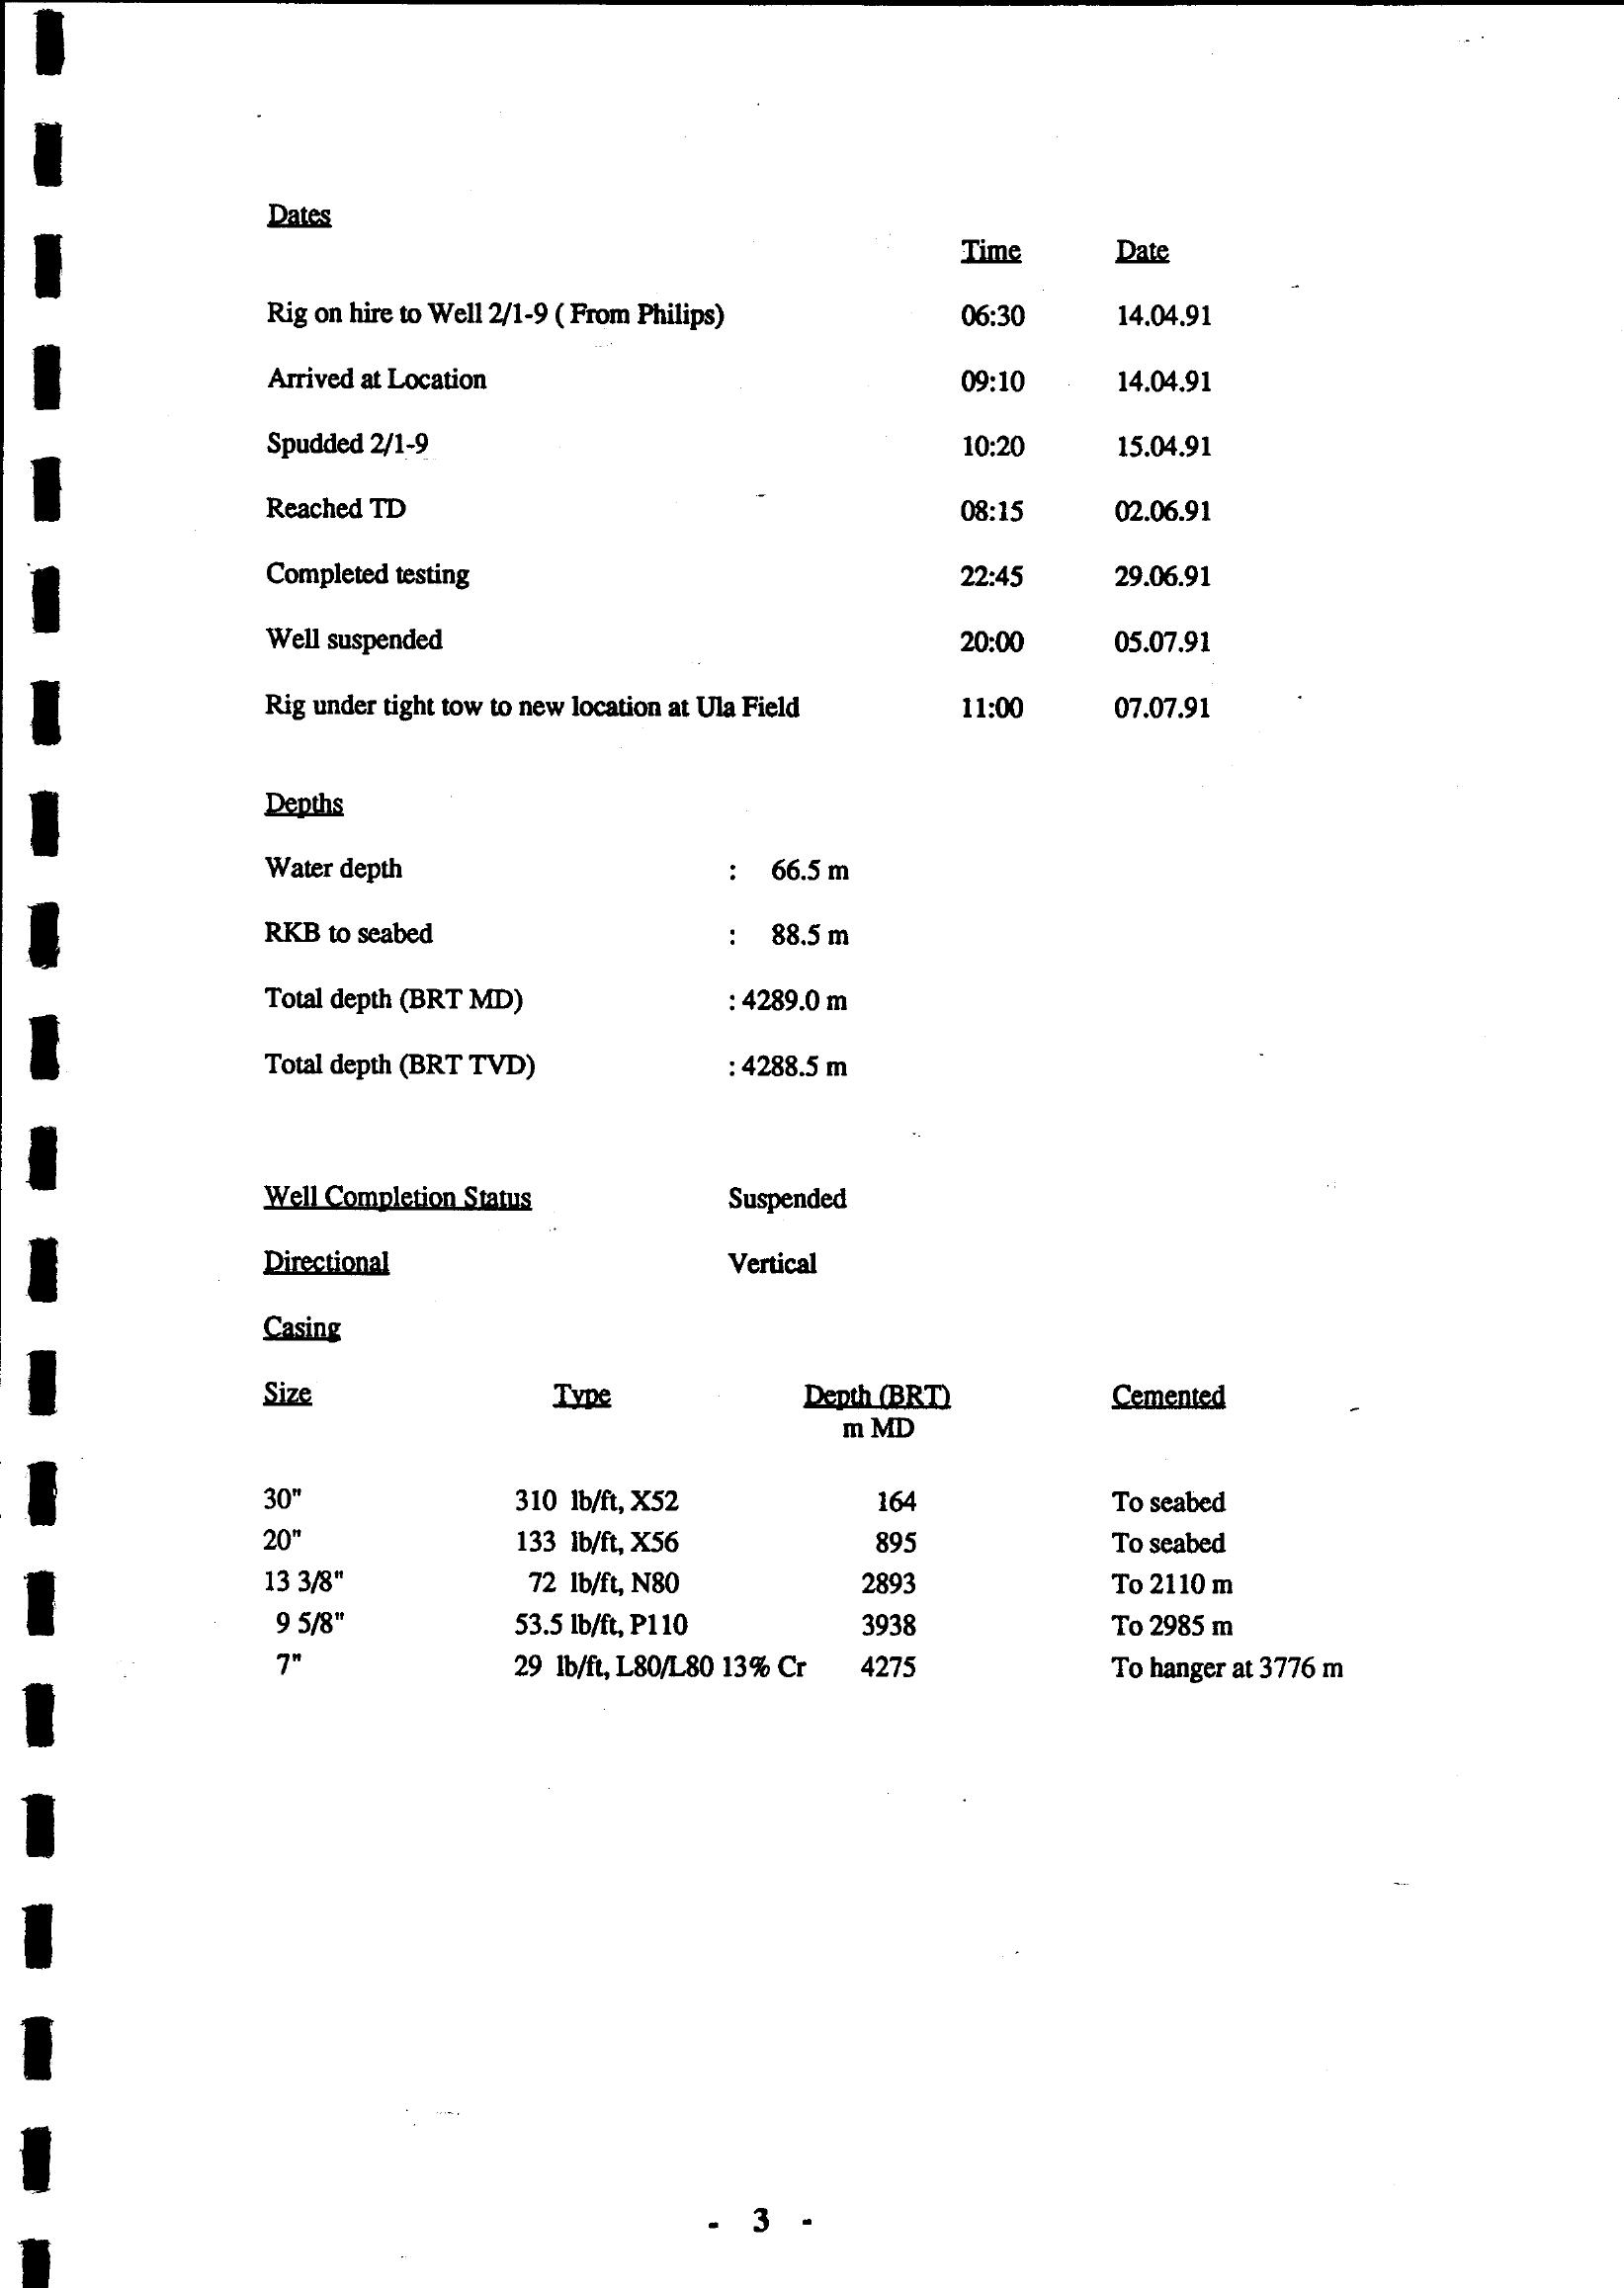 Dates
Time Date
Rig on hire to Well 2/1-9 ( From Philips) 06:30 14.04.91
Arrived at Location 09:10 14.04.91
Spudded 2/1-9 10:20 15.04.91
Reached TD 08:15 02.06.91
Completed testing 22:45 29.06.91
Well suspended 20:00 05.07.91
Rig under tight tow to new location at Ula Field 11:00 07.07.91
Depths
Water depth : 66.5 m
RKB to seabed : 88.5 m
Total depth (BRT MD) : 4289.0 m
Total depth (BRT TVD) : 4288.5 m
Well Completion Status Suspended
Directional Vertical
Casing
Size Type Depth (BRT) Cemented
m MD
30" 310 lb/ft, X52 164 To seabed
20" 133 lb/ft, X56 895 To seabed
13 3/8" 72 lb/ft, N80 2893 To 2110 m
9 5/8" 53.5 lb/ft, P110 3938 To 2985 m
7" 29 lb/ft, L80/L80 13% Cr 4275 To hanger at 3776 m
- 3 -